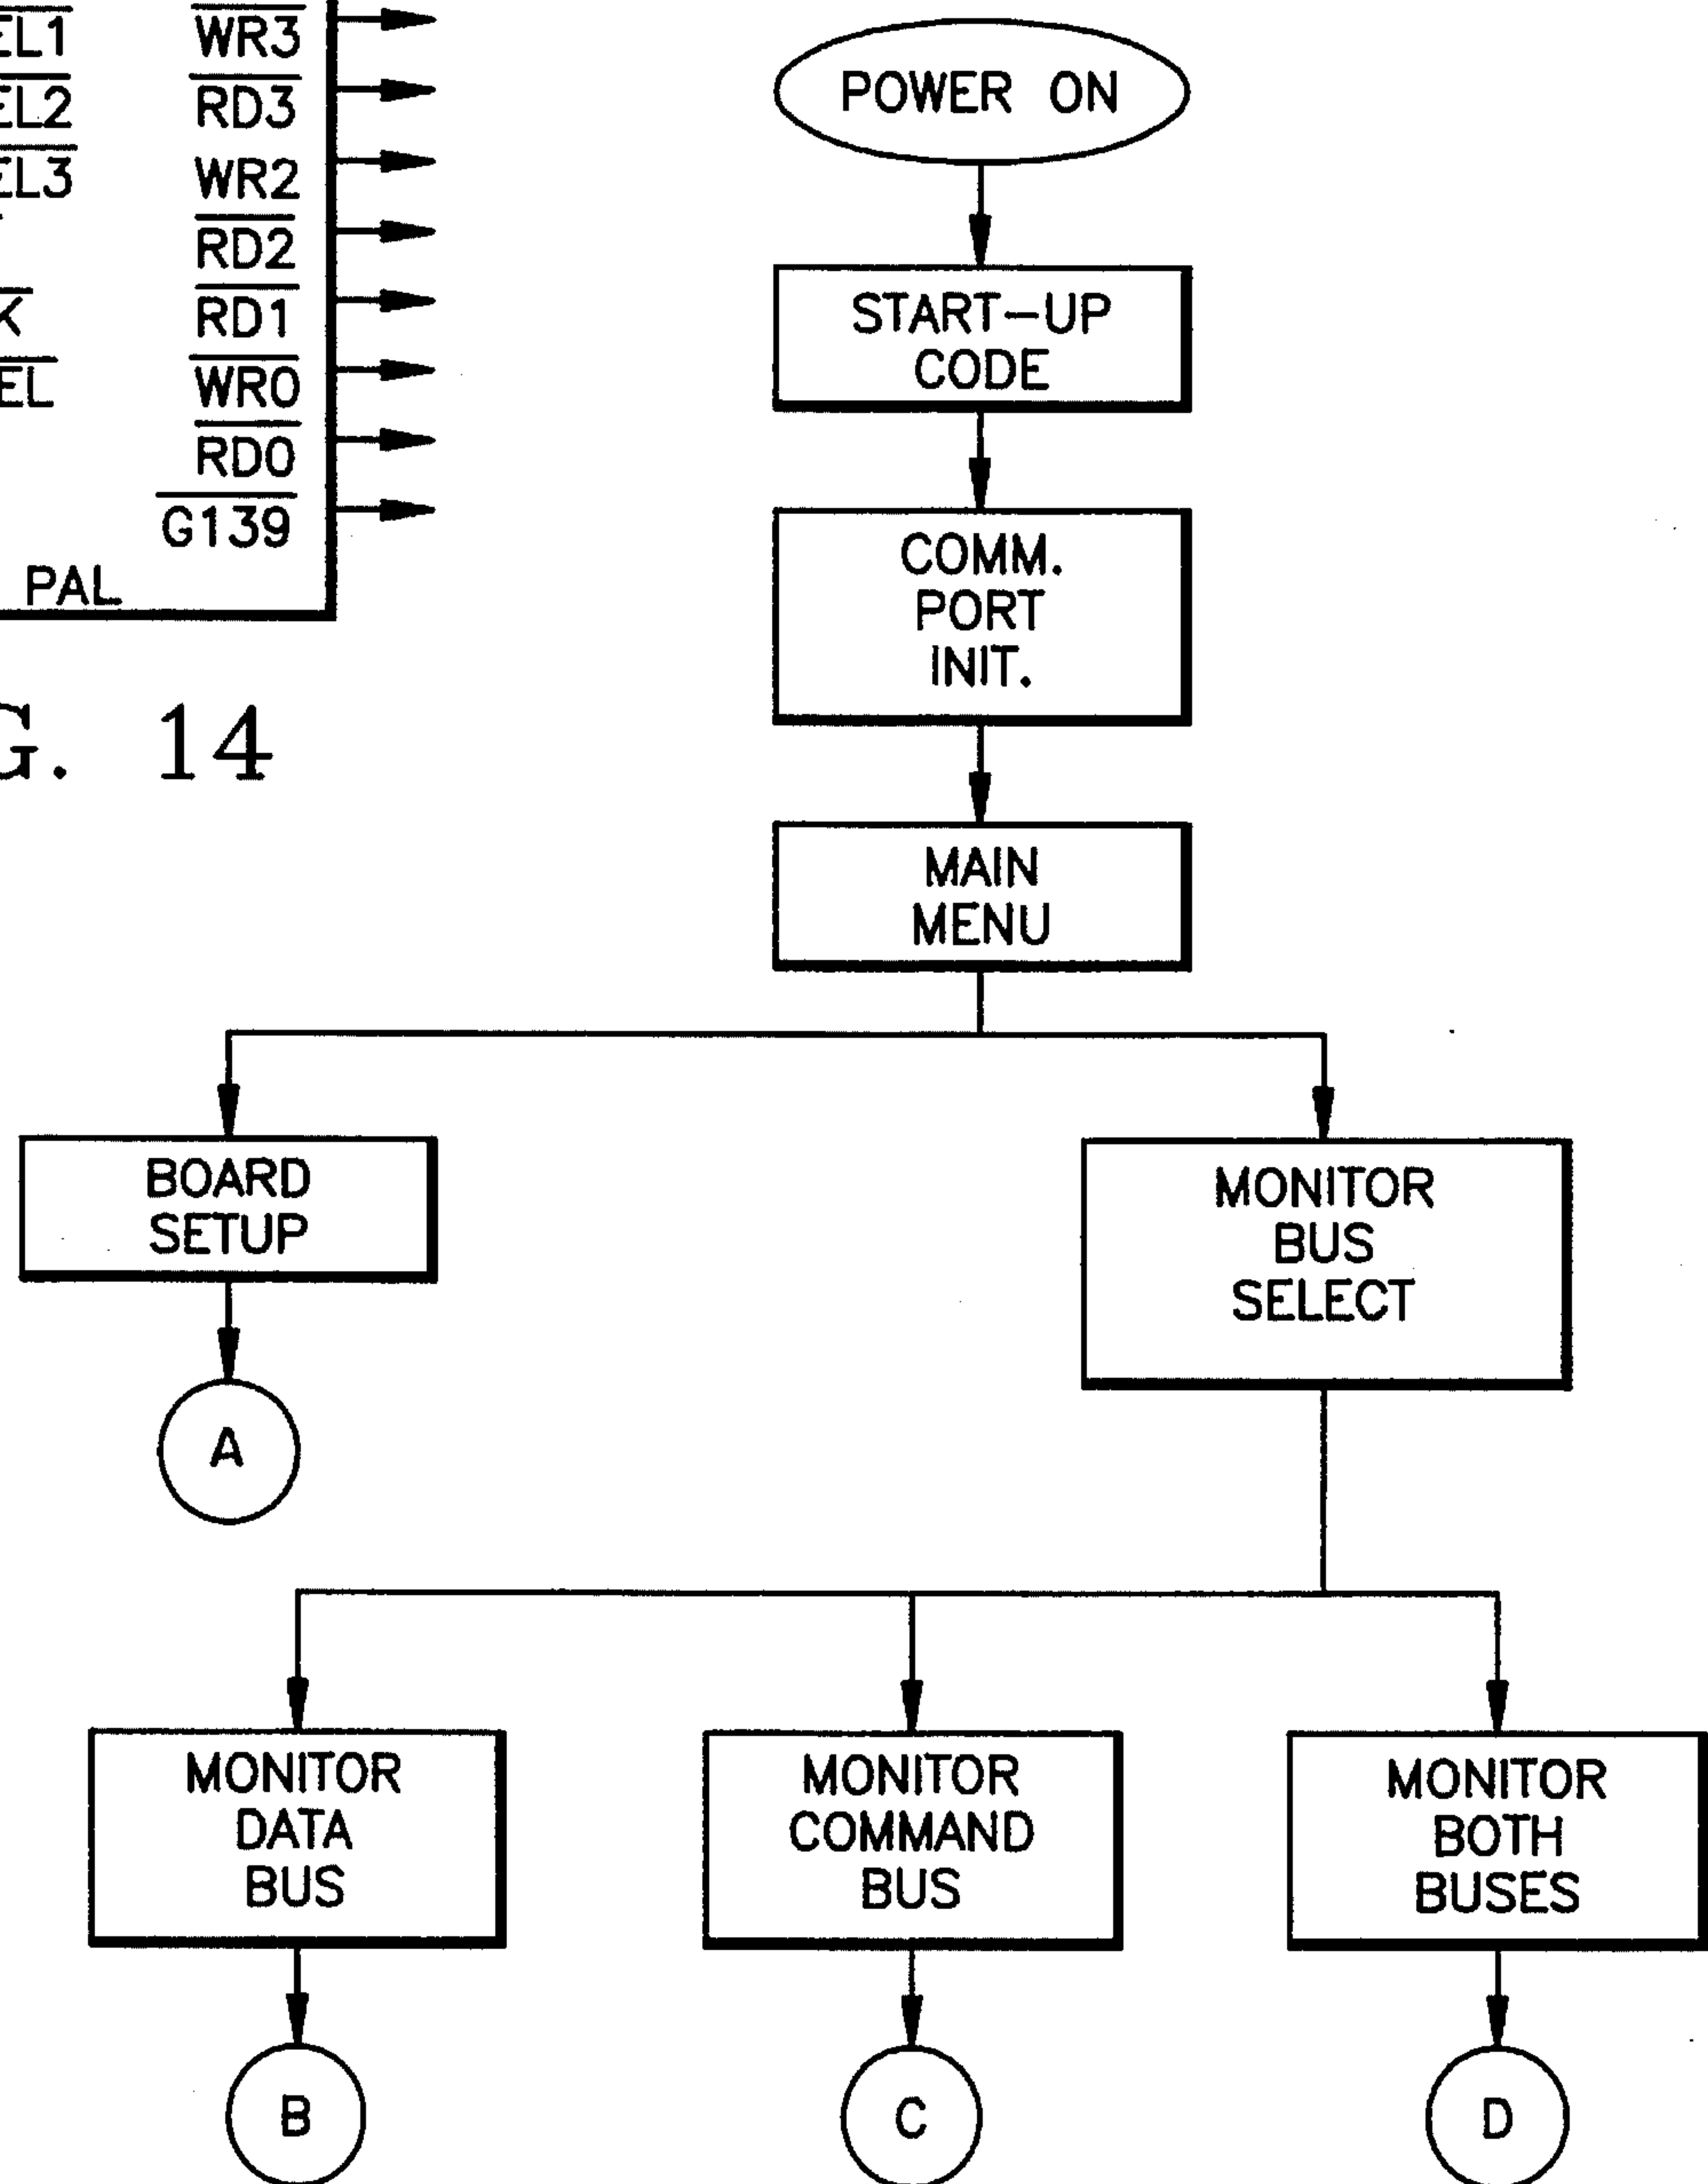 WR3
RD3
WR2
RD2
RD1
WR0
RD0
G139
PAL
14
POWER ON
START-UP
CODE
COMM.
PORT
INIT.
MAIN
MENU
BOARD
SETUP
A
MONITOR
BUS
SELECT
MONITOR
DATA
BUS
B
MONITOR
COMMAND
BUS
C
MONITOR
BOTH
BUSES
D